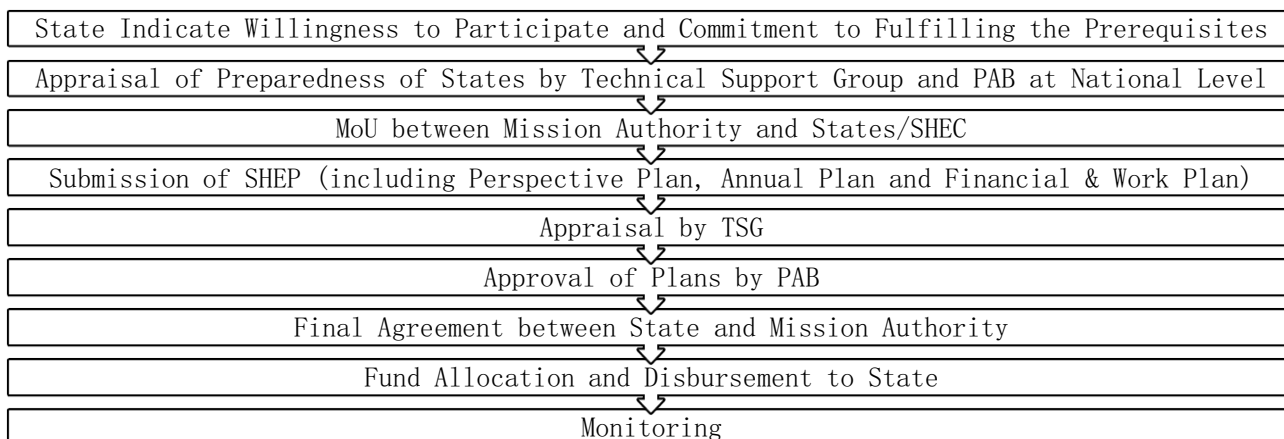 State Indicate Willingness to Participate and Commitment to Fulfilling the Prerequisites
Appraisal of Preparedness of States by Technical Support Group and PAB at National Level
MoU between Mission Authority and States/SHEC
Submission of SHEP (including Perspective Plan, Annual Plan and Financial & Work Plan)
Appraisal by TSG
Approval of Plans by PAB
Final Agreement between State and Mission Authority
Fund Allocation and Disbursement to State
Monitoring